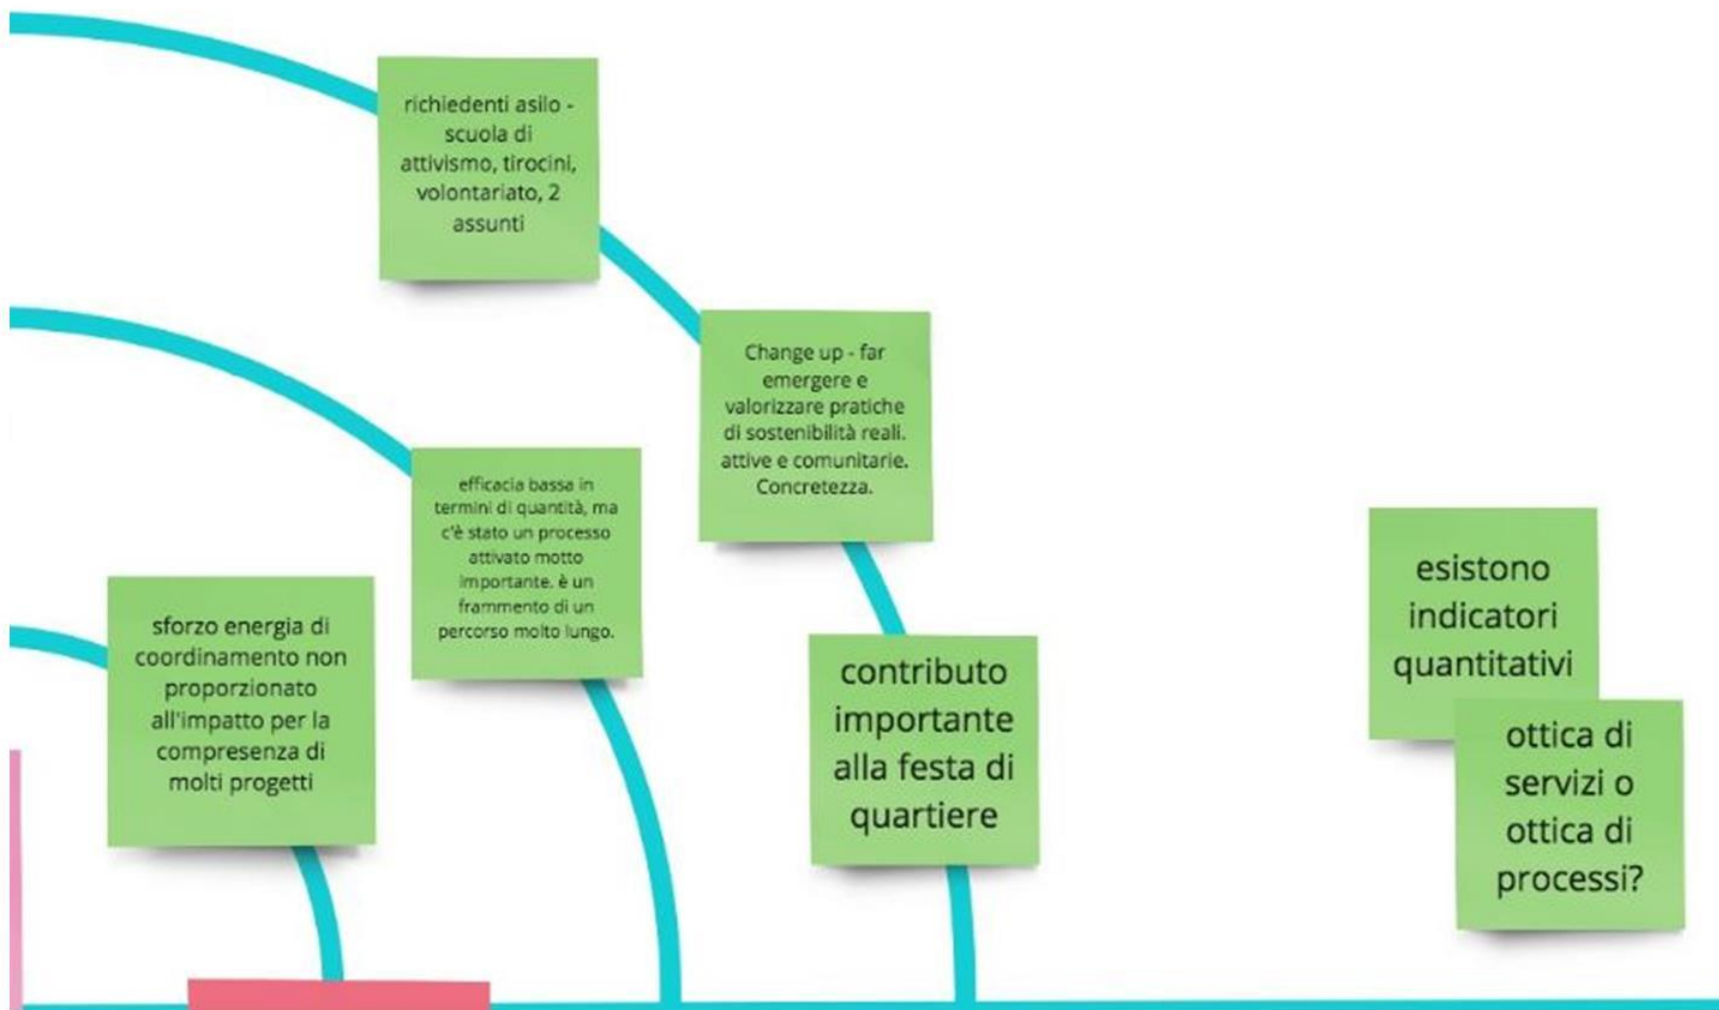 richiedenti asilo -
scuola di
attivismo, tirocini,
volontariato, 2
assunti
Change up - far
emergere e
valorizzare pratiche
di sostenibilità reali.
attive e comunitarie.
Concretezza.
efficacia bassa in
termini di quantità, ma
c'è stato un processo
attivato motto
importante. è un
frammento di un
percorso molto lungo.
sforzo energia di
coordinamento non
proporzionato
all'impatto per la
compresenza di
molti progetti
contributo
importante
alla festa di
quartiere
esistono
indicatori
quantitativi
ottica di
servizi o
ottica di
processi?